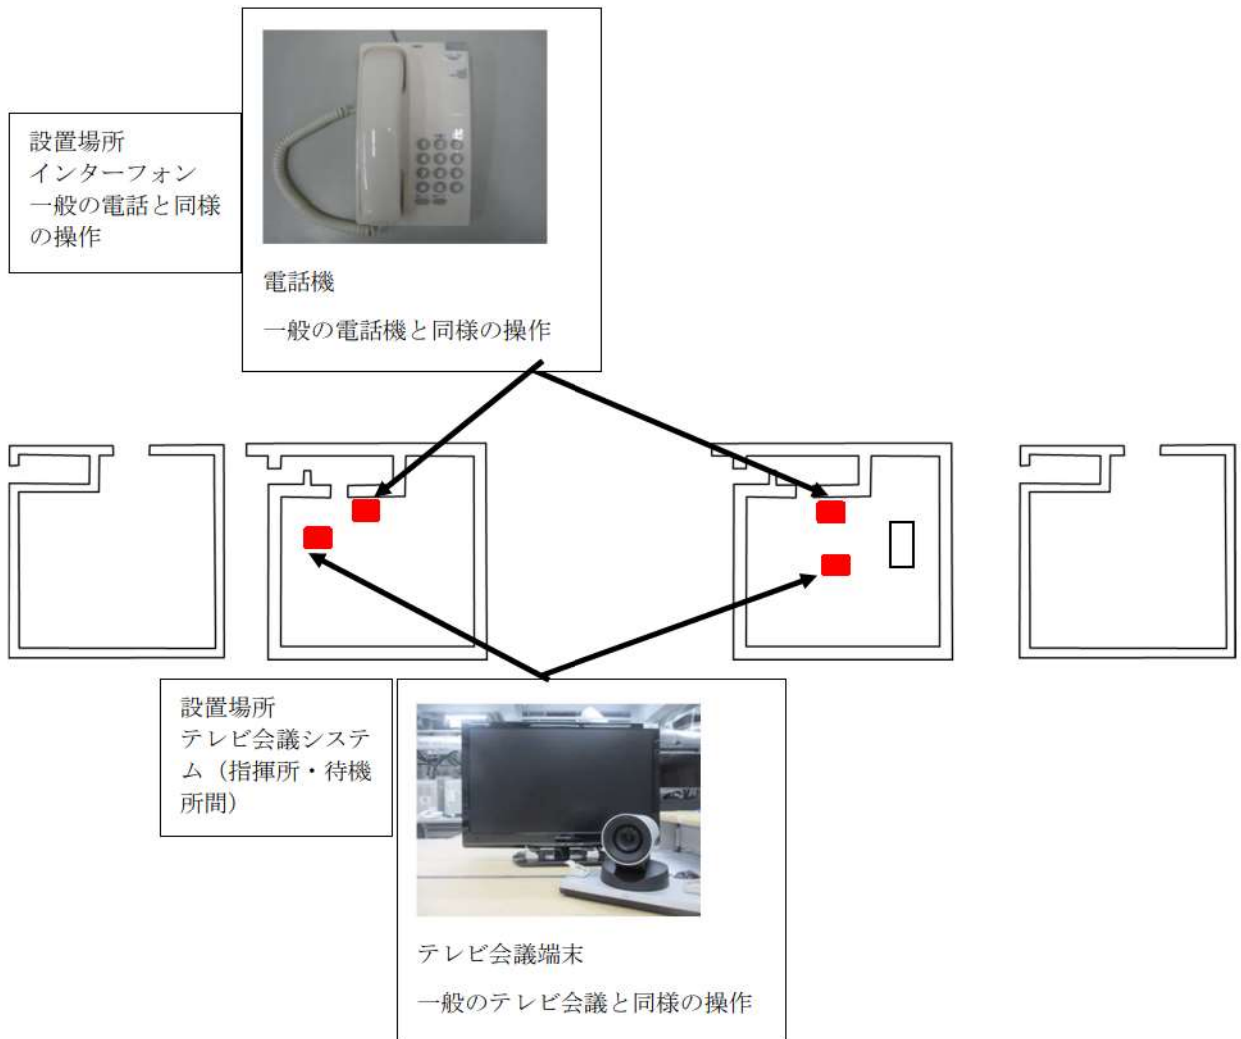 設置場所
インターフォン
一般の電話と同様
の操作
電話機
一般の電話機と同様の操作
設置場所
テレビ会議システ
ム（指揮所・待機
所間）
テレビ会議端末
一般のテレビ会議と同様の操作